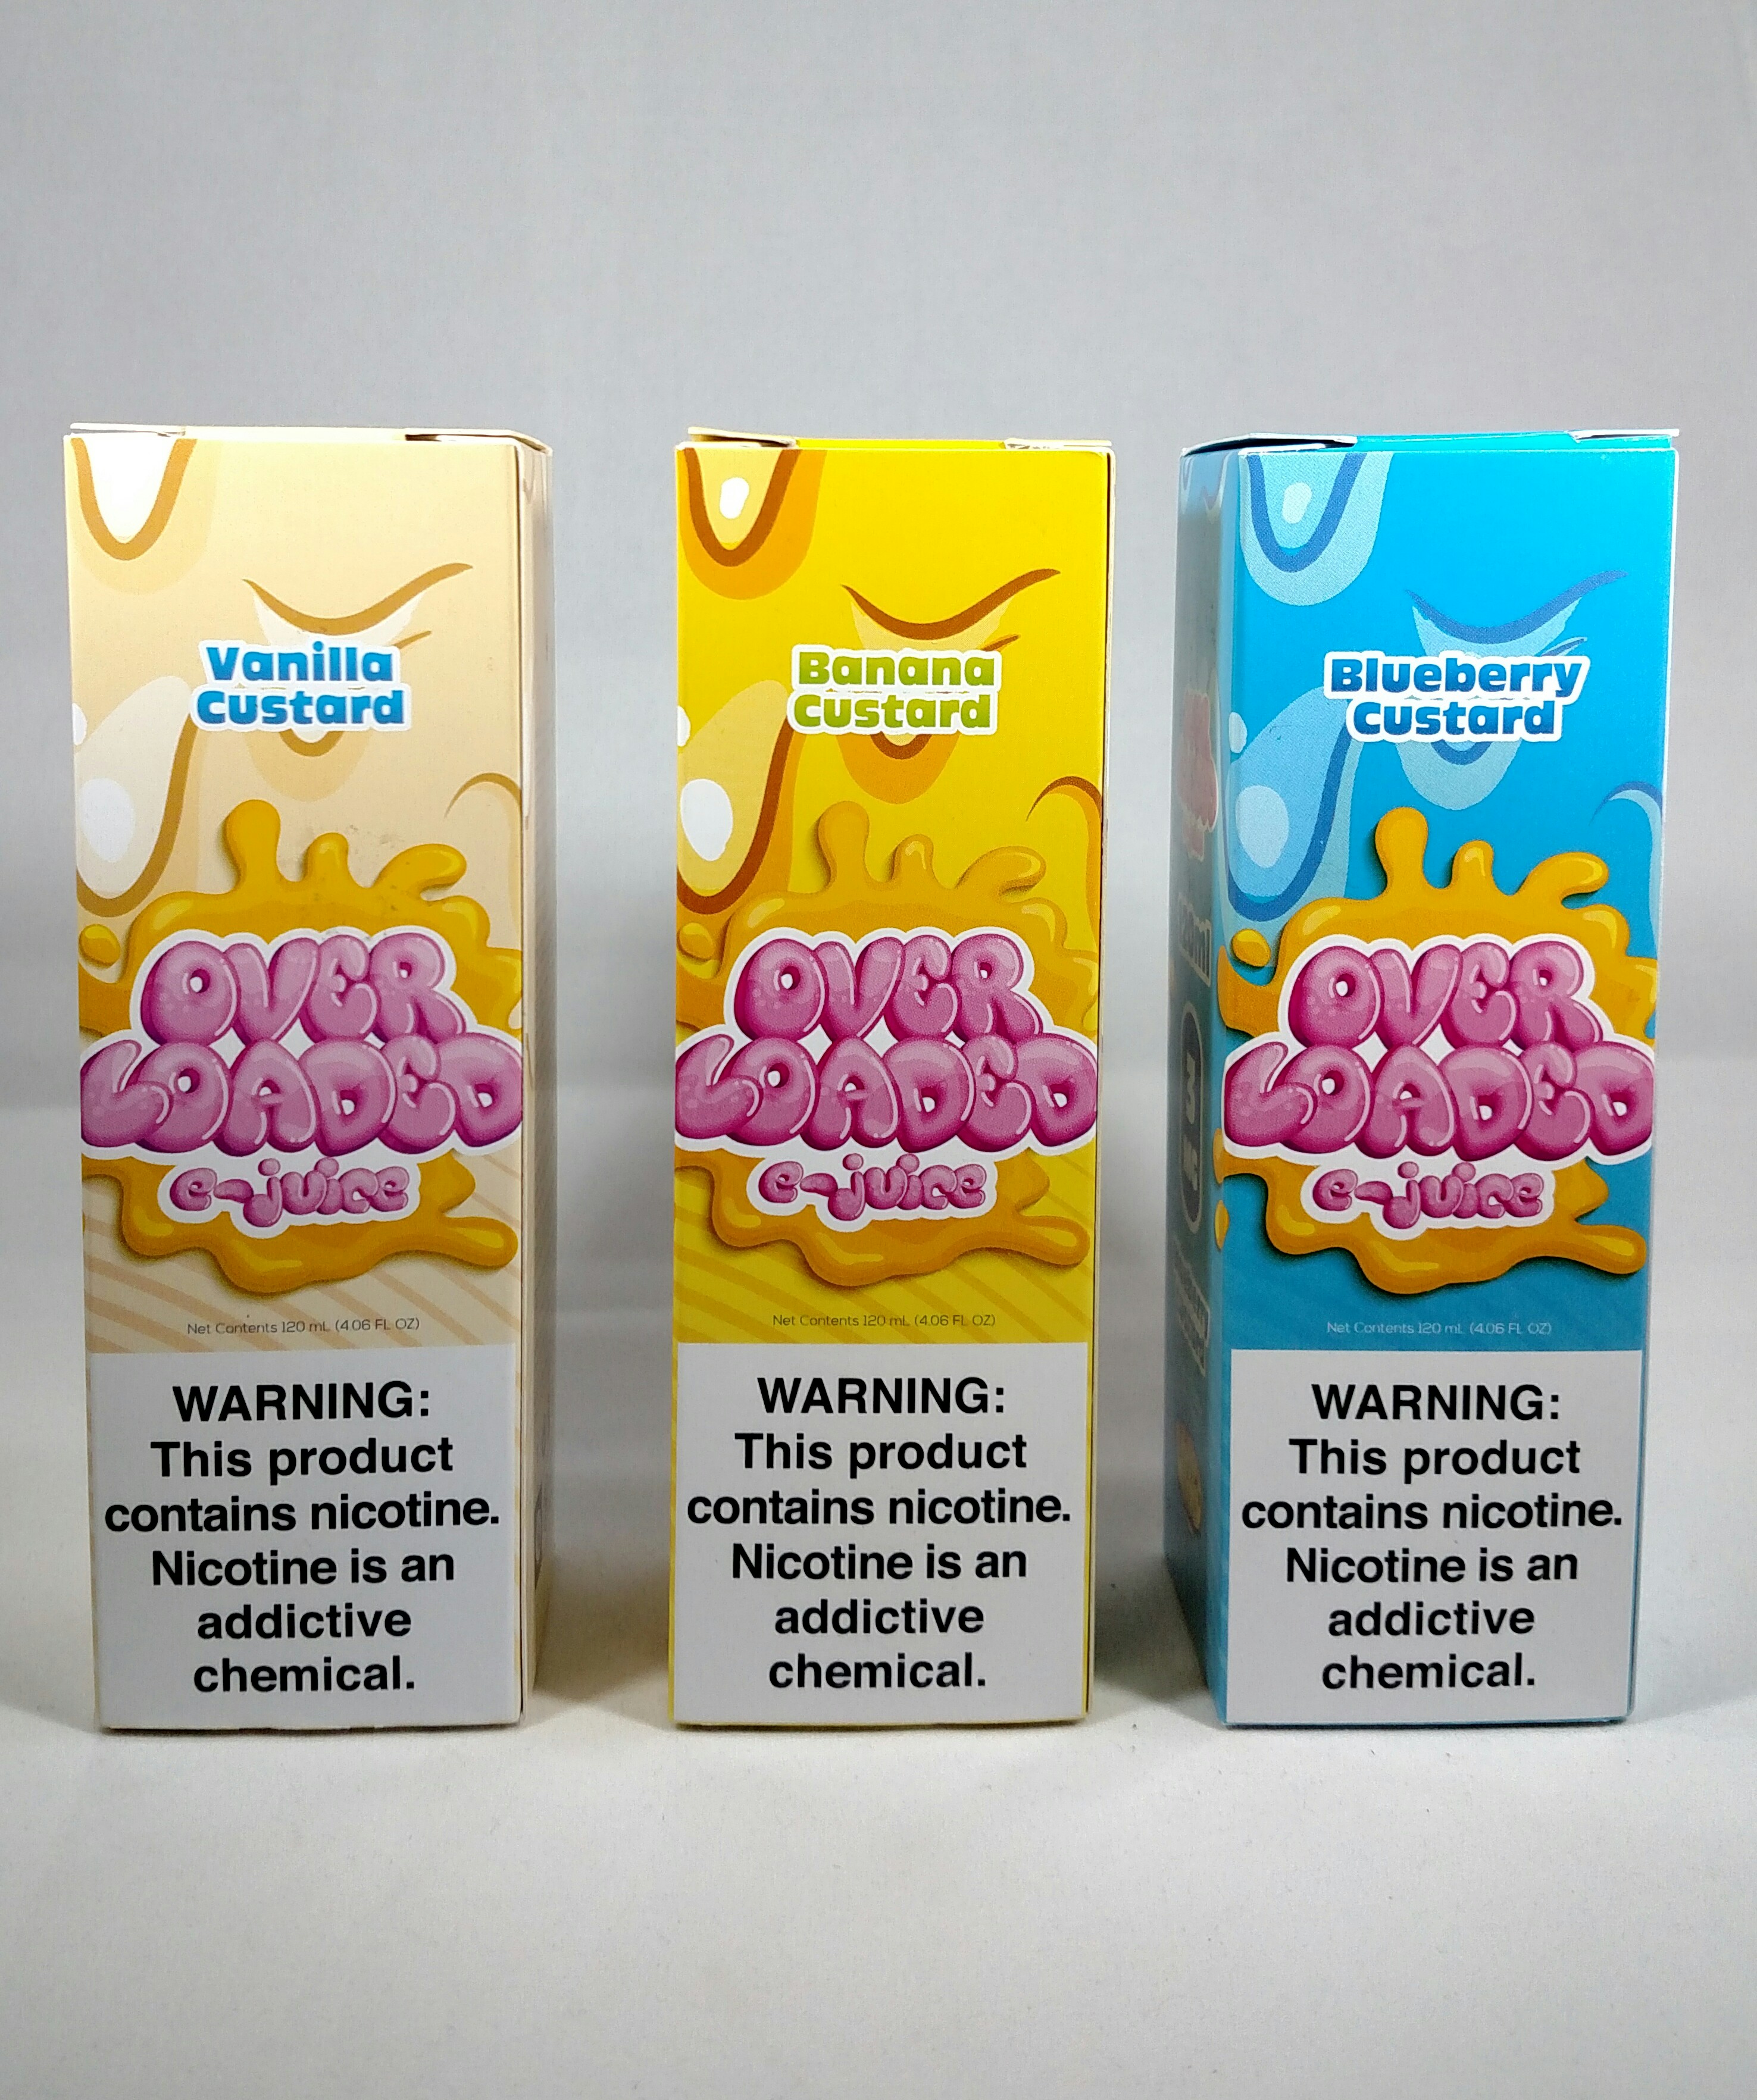 Vanilla
Custard
OVER
LOADED
e-juice
Net Contents 120 mL (4.06 FL OZ)
WARNING:
This product
contains nicotine.
Nicotine is an
addictive
chemical.
Banana
Custard
OVER
LOADED
e-juice
Net Contents 120 mL (4.06 FL OZ)
WARNING:
This product
contains nicotine.
Nicotine is an
addictive
chemical.
Blueberry
Custard
OVER
LOADED
e-juice
Net Contents 120 mL (4.06 FL OZ)
WARNING:
This product
contains nicotine.
Nicotine is an
addictive
chemical.